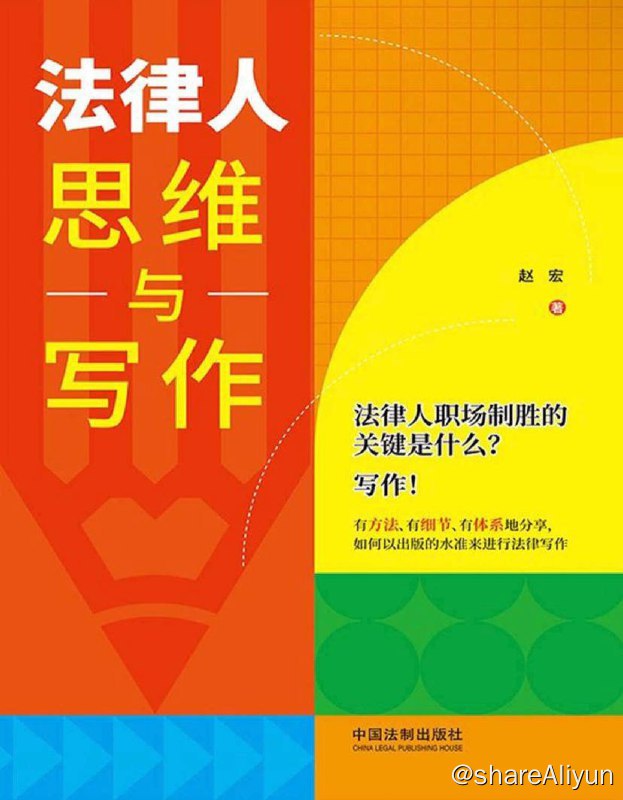 法律人
思维
与
写作
赵 宏
著
法律人职场制胜的
关键是什么？
写作！
有方法、有细节、有体系地分享，
如何以出版的水准来进行法律写作
中国法制出版社
CHINA LEGAL PUBLISHING HOUSE
@shareAliyun